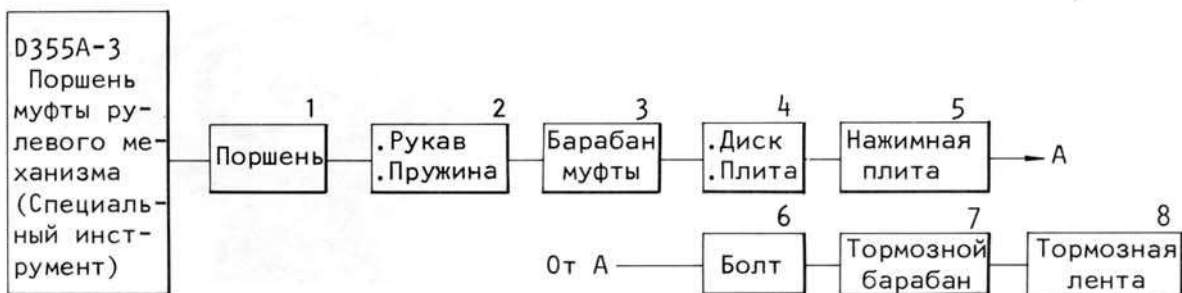 D355A-3
Поршень
муфты ру-
левого ме-
ханизма
(Специаль-
ный инст-
румент)
1
Поршень
2
.Рукав
.Пружина
3
Барабан
муфты
4
.Диск
.Плита
5
Нажимная
плита
А
От А
6
Болт
7
Тормозной
барабан
8
Тормозная
лента